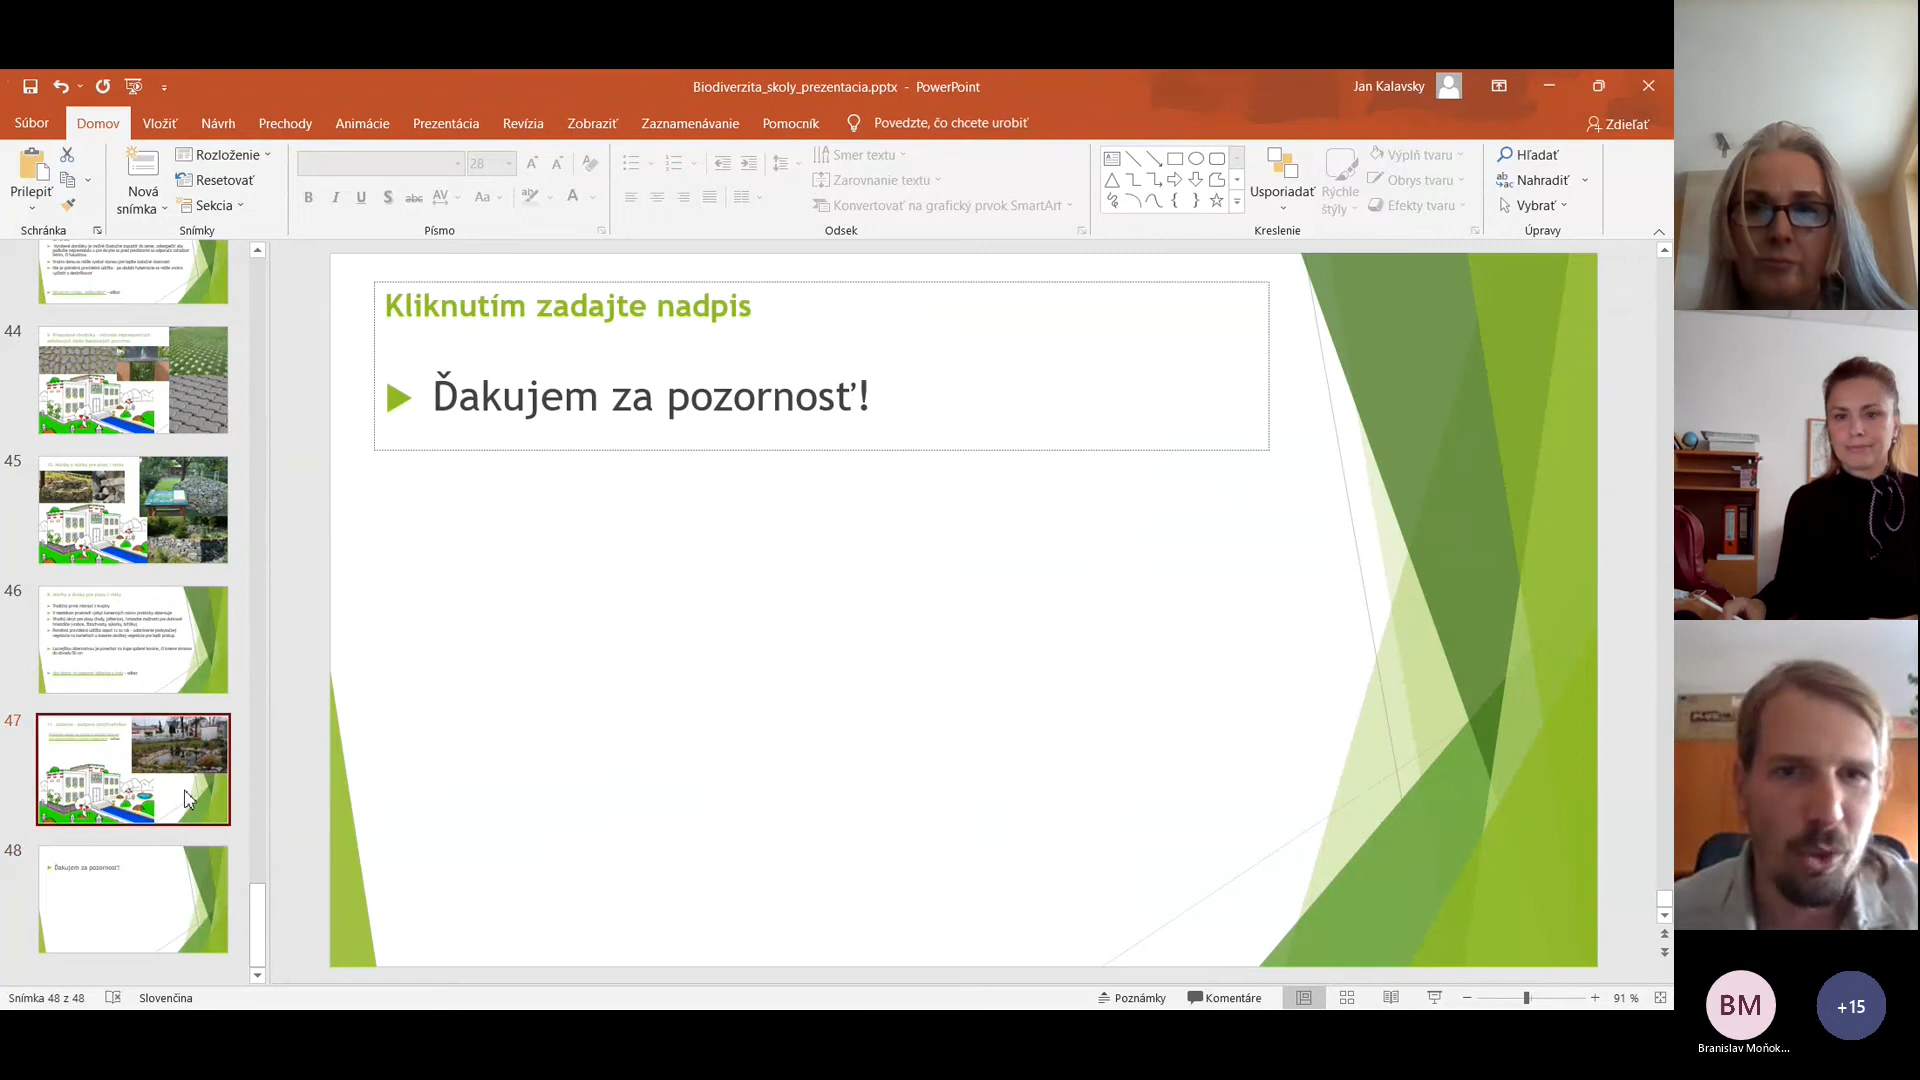 Biodiverzita_skoly_prezentacia.pptx - PowerPoint
Jan Kalavsky
Súbor
Domov
Vložiť
Návrh
Prechody
Animácie
Prezentácia
Revízia
Zobraziť
Zaznamenávanie
Pomocník
Povedzte, čo chcete urobiť
Zdieľať
Prilepiť
Schránka
Nová
snímka
Rozloženie
Resetovať
Sekcia
Snímky
28
Písmo
Smer textu
Zarovnanie textu
Konvertovať na grafický prvok SmartArt
Odsek
Usporiadať
Rýchle
štýly
Výplň tvaru
Obrys tvaru
Efekty tvaru
Kreslenie
Hľadať
Nahradiť
Vybrať
Úpravy
44
45
46
47
48
Ďakujem za pozornosť!
Kliknutím zadajte nadpis
Ďakujem za pozornosť!
Snímka 48 z 48
Slovenčina
Poznámky
Komentáre
91 %
BM
+15
Branislav Moňok...